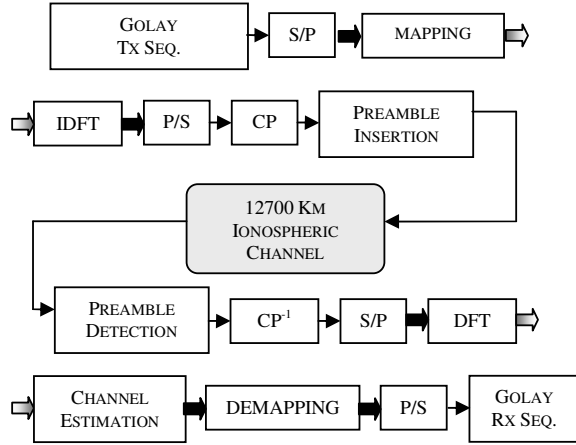 GOLAY
TX SEQ.
S/P
MAPPING
IDFT
P/S
CP
PREAMBLE
INSERTION
12700 KM
IONOSPHERIC
CHANNEL
PREAMBLE
DETECTION
CP-1
S/P
DFT
CHANNEL
ESTIMATION
DEMAPPING
P/S
GOLAY
RX SEQ.